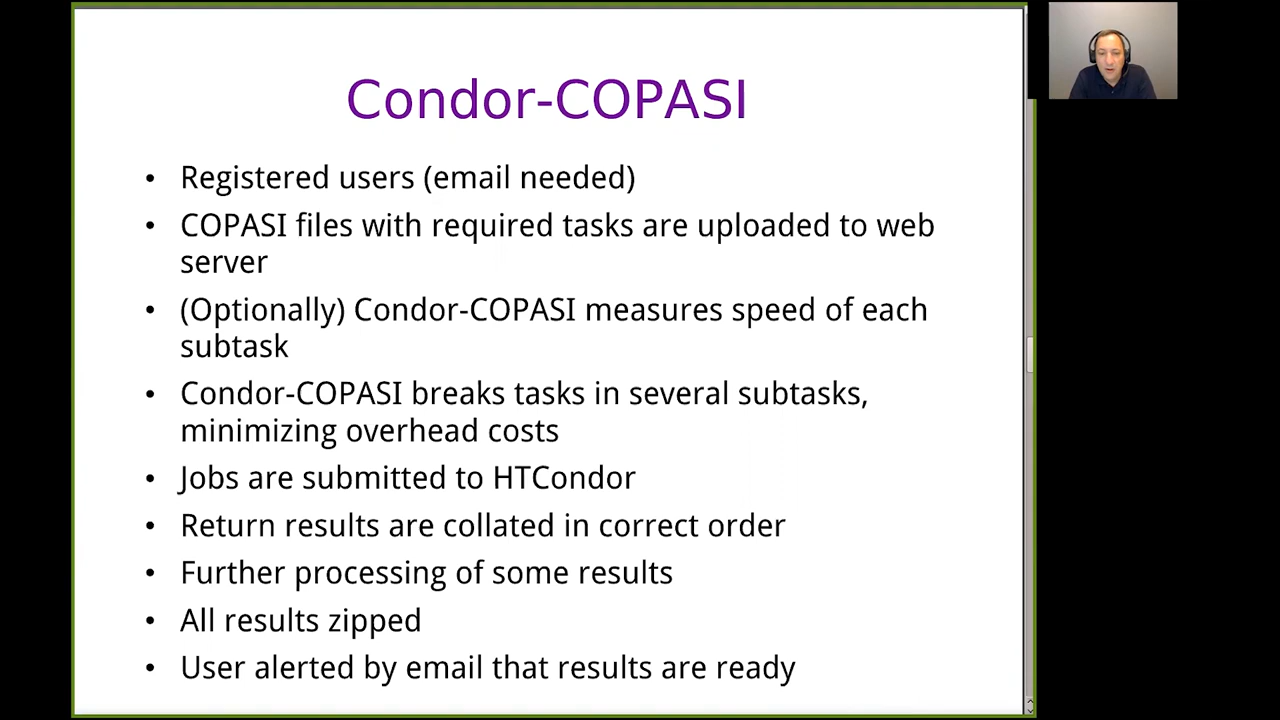 Condor-COPASI
• Registered users (email needed)
• COPASI files with required tasks are uploaded to web
server
• (Optionally) Condor-COPASI measures speed of each
subtask
• Condor-COPASI breaks tasks in several subtasks,
minimizing overhead costs
• Jobs are submitted to HTCondor
• Return results are collated in correct order
• Further processing of some results
• All results zipped
• User alerted by email that results are ready